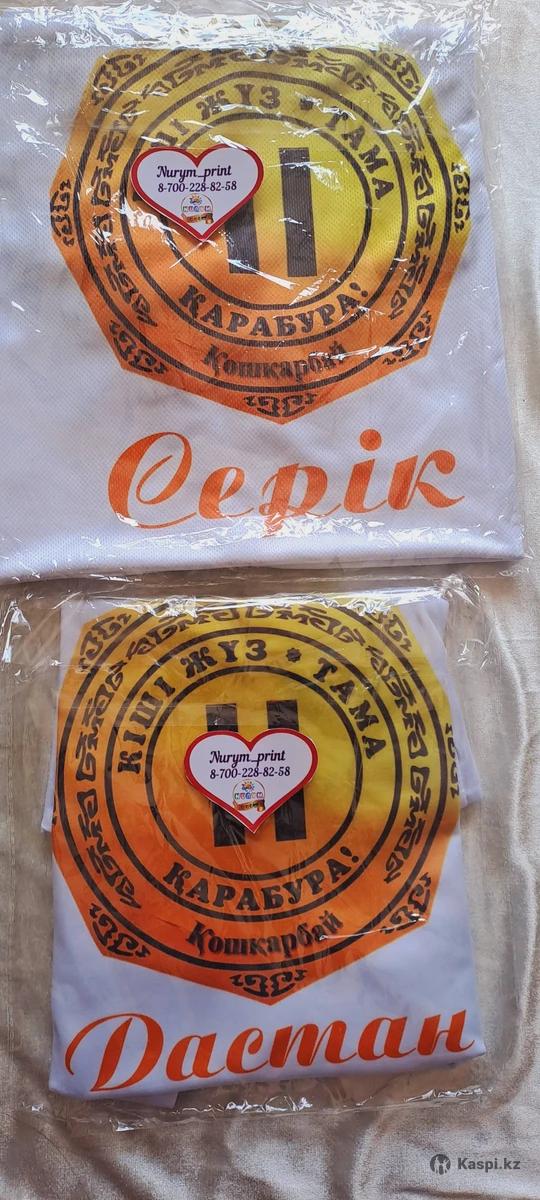 КІШІ ЖҮЗ * ТАМА
Nurym_print
8-700-228-82-58
ҚАРАБУРА!
Қошқарбай
Серік
КІШІ ЖҮЗ * ТАМА
Nurym_print
8-700-228-82-58
ҚАРАБУРА!
Қошқарбай
Дастан
Kaspi.kz